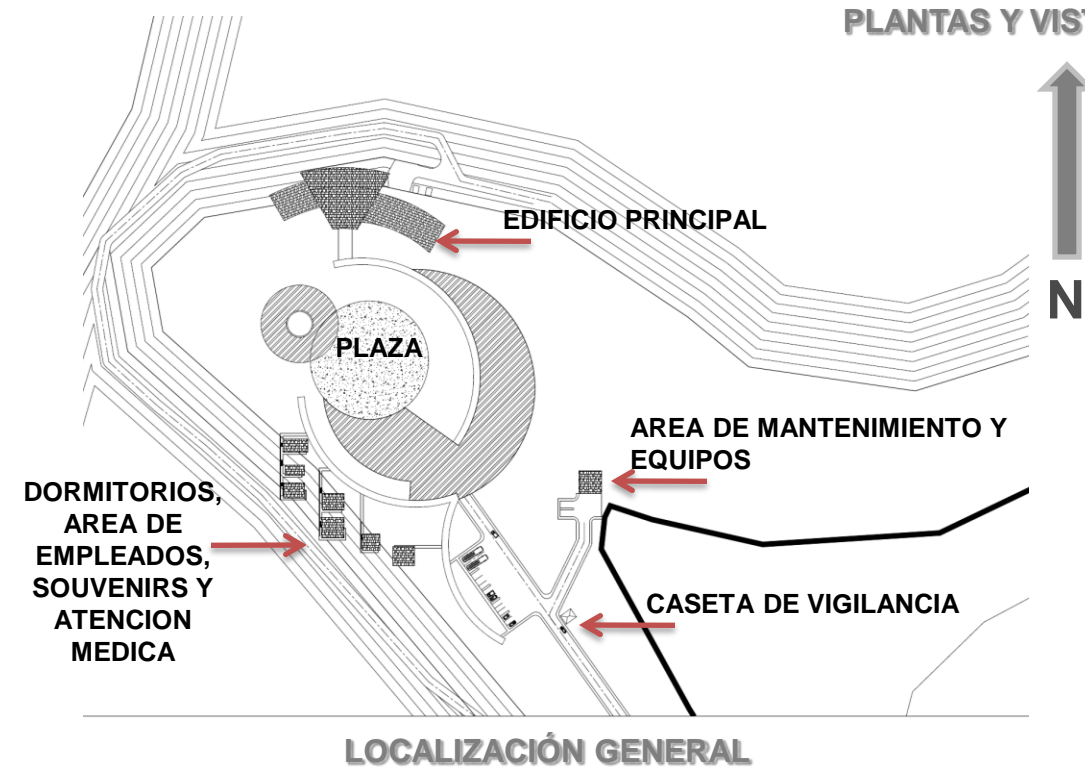 PLANTAS Y
N
EDIFICIO PRINCIPAL
PLAZA
AREA DE MANTENIMIENTO Y
EQUIPOS
DORMITORIOS,
AREA DE
EMPLEADOS,
SOUVENIRS Y
ATENCION
MEDICA
CASETA DE VIGILANCIA
LOCALIZACIÓN GENERAL